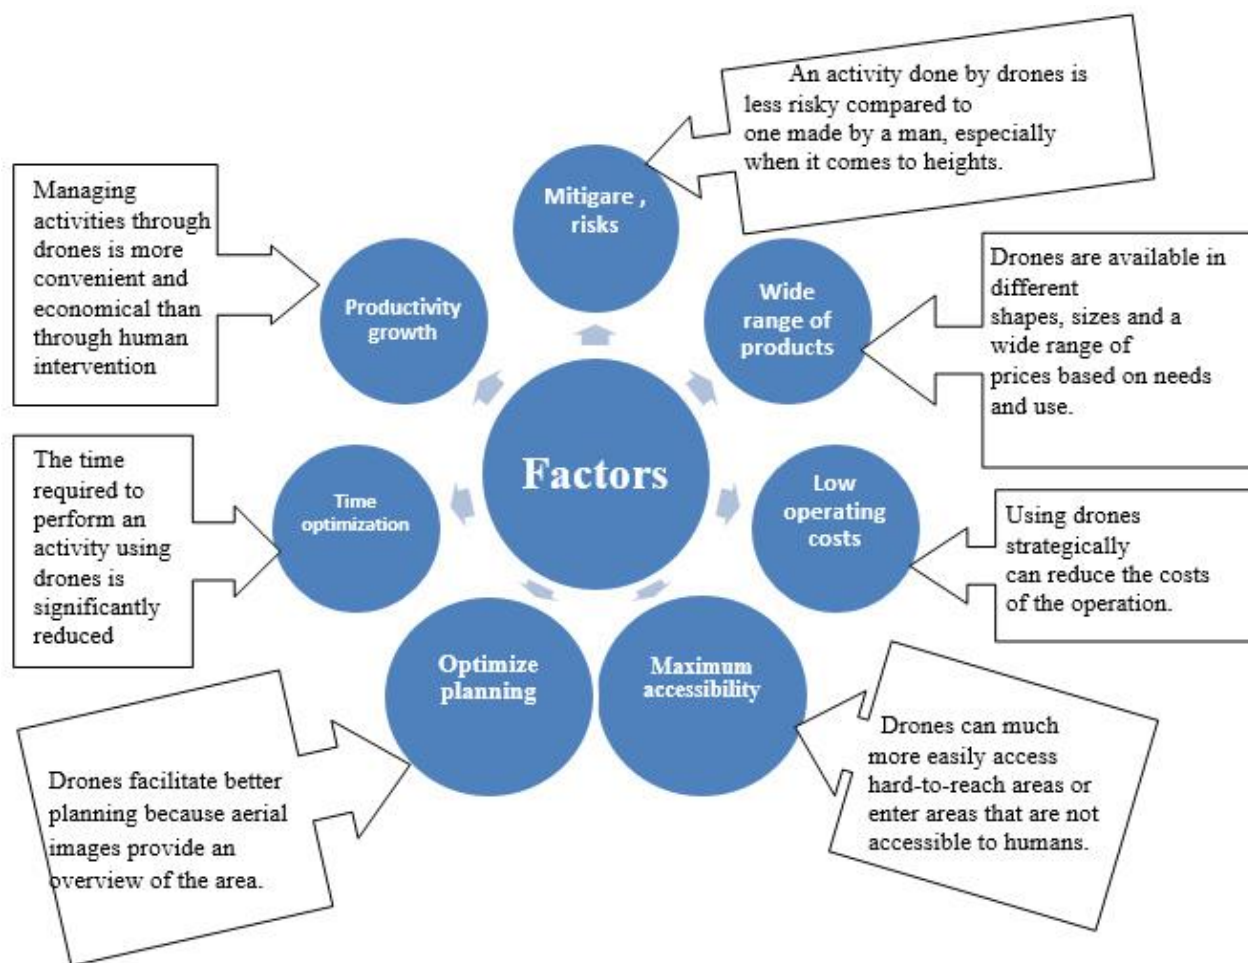 An activity done by drones is
less risky compared to
one made by a man, especially
when it comes to heights.
Mitigare ,
risks
Managing
activities through
drones is more
convenient and
economical than
through human
intervention
Productivity
growth
Wide
range of
products
Drones are available in
different
shapes, sizes and a
wide range of
prices based on needs
and use.
Factors
The time
required to
perform an
activity using
drones is
significantly
reduced
Time
optimization
Low
operating
costs
Using drones
strategically
can reduce the costs
of the operation.
Optimize
planning
Maximum
accessibility
Drones facilitate better
planning because aerial
images provide an
overview of the area.
Drones can much
more easily access
hard-to-reach areas or
enter areas that are not
accessible to humans.